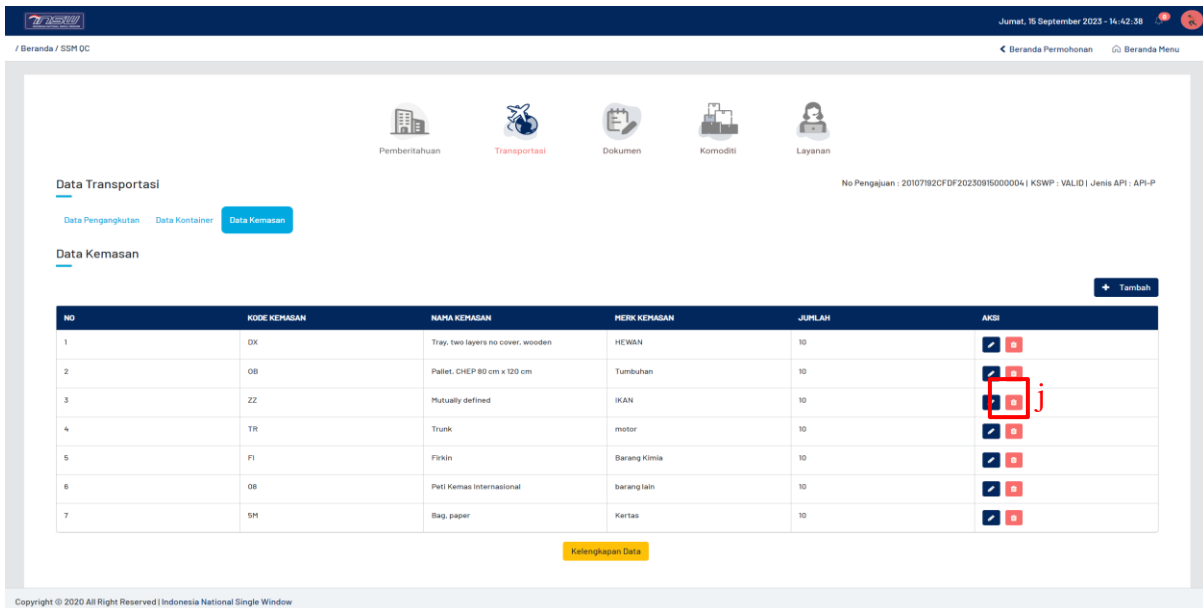 Jumat, 15 September 2023 - 14:42:38
/ Beranda / SSM QC
Beranda Permohonan
Beranda Menu
Pemberitahuan
Transportasi
Dokumen
Komoditi
Layanan
Data Transportasi
No Pengajuan : 20107192CFDF20230915000004 | KSWP : VALID | Jenis API : API-P
Data Pengangkutan Data Kontainer Data Kemasan
Data Kemasan
+ Tambah
NO KODE KEMASAN NAMA KEMASAN MERK KEMASAN JUMLAH AKSI
1 DX Tray, two layers no cover, wooden HEWAN 10
2 OB Pallet, CHEP 80 cm x 120 cm Tumbuhan 10
3 ZZ Mutually defined IKAN 10
j
4 TR Trunk motor 10
5 FI Firkin Barang Kimia 10
6 08 Peti Kemas Internasional barang lain 10
7 5M Bag, paper Kertas 10
Kelengkapan Data
Copyright © 2020 All Right Reserved | Indonesia National Single Window